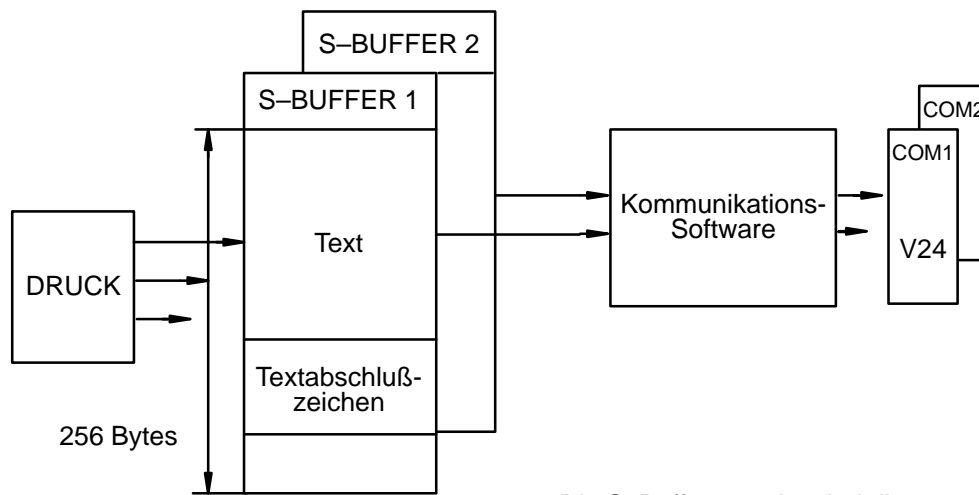 S–BUFFER 2
S–BUFFER 1
COM2
COM1
Kommunikations-
Software
Text
V24
DRUCK
Textabschluß-
zeichen
256 Bytes